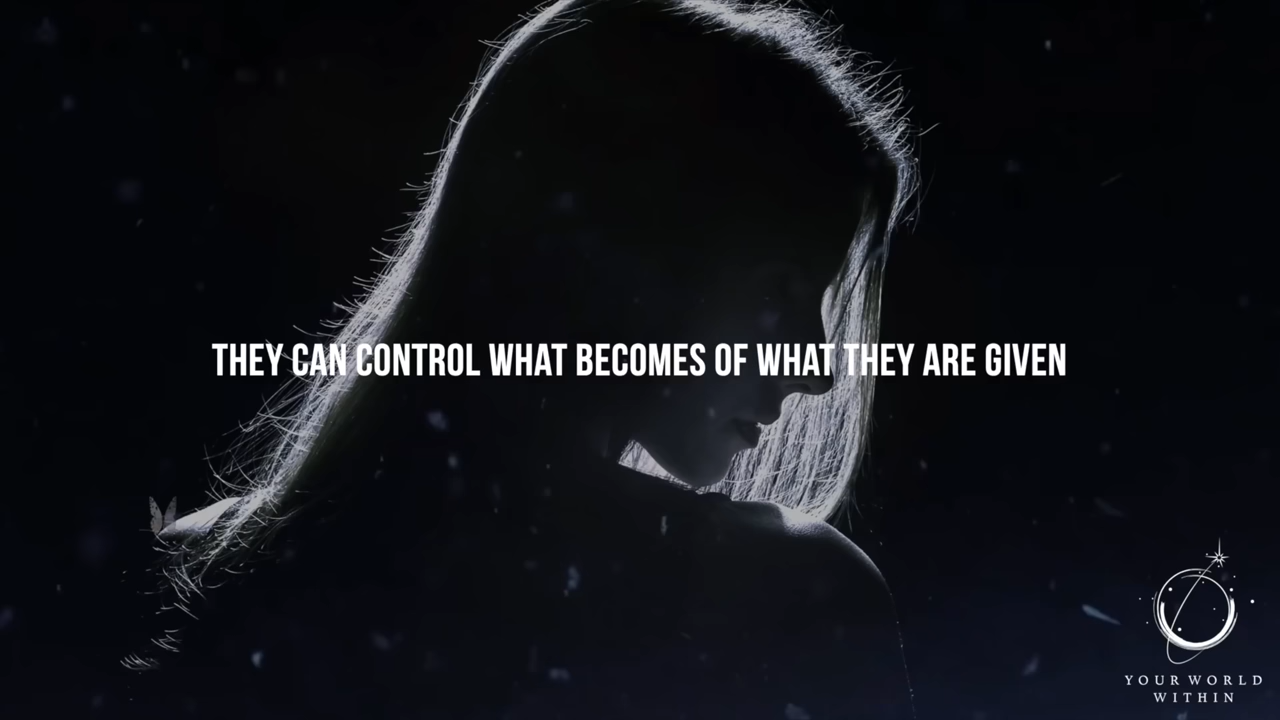 THEY CAN CONTROL WHAT BECOMES OF WHAT THEY ARE GIVEN
YOUR WORLD
WITHIN